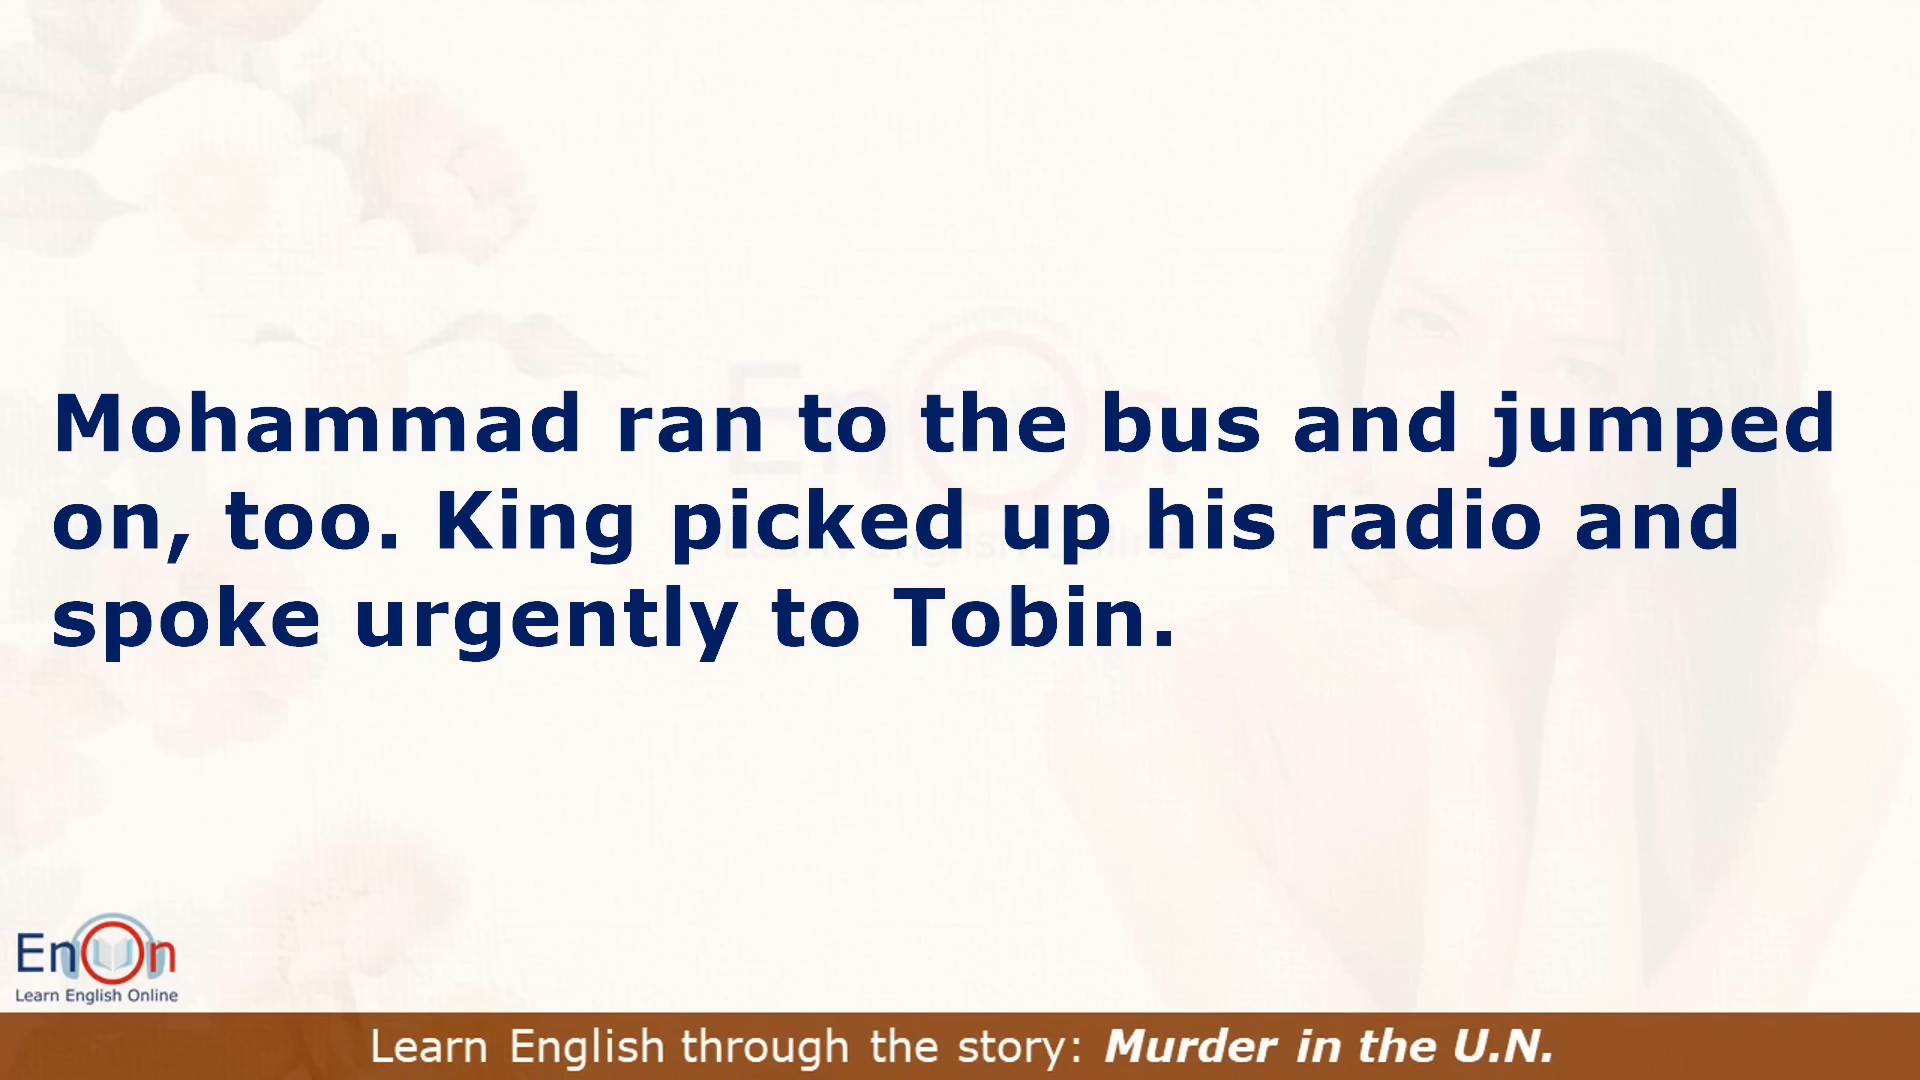 Mohammad ran to the bus and jumped
on, too. King picked up his radio and
spoke urgently to Tobin.
EnOn
Learn English Online
Learn English through the story: Murder in the U.N.